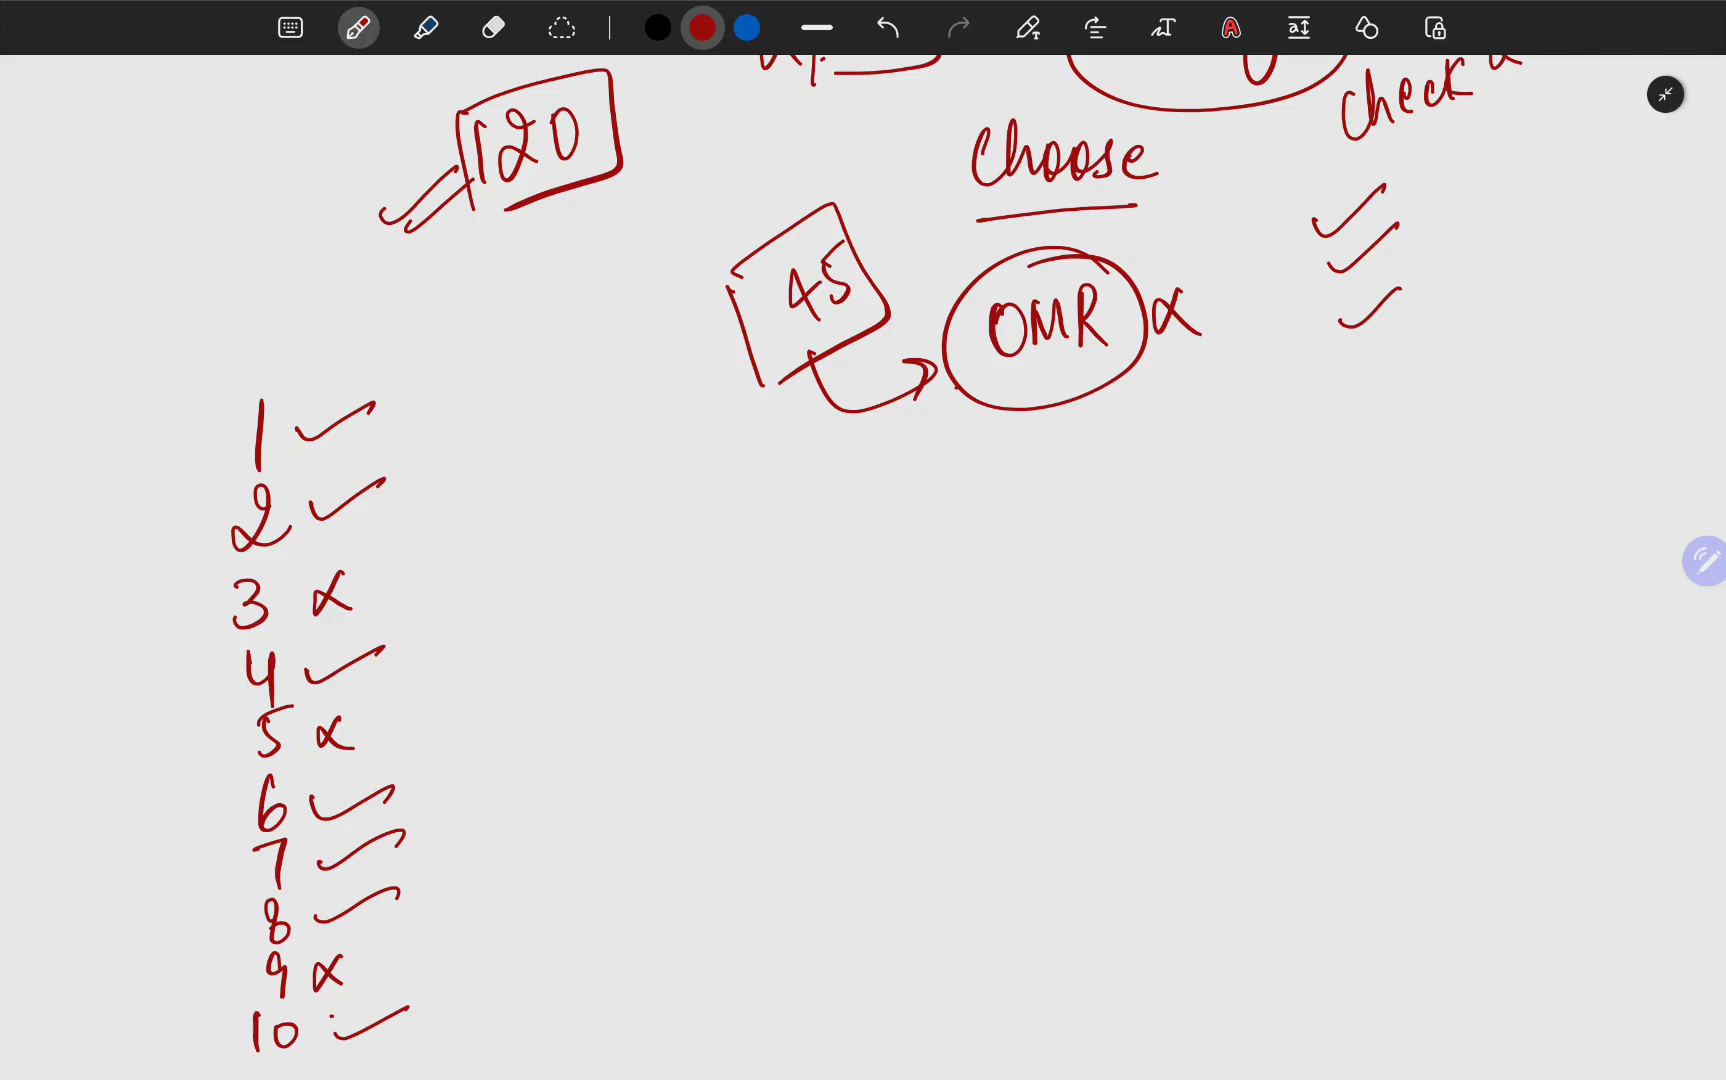 check
120
Choose
45
OMR x
1 ✓
2 ✓
3 x
4 ✓
5 x
6 ✓
7 ✓
8 ✓
9 x
10 ✓